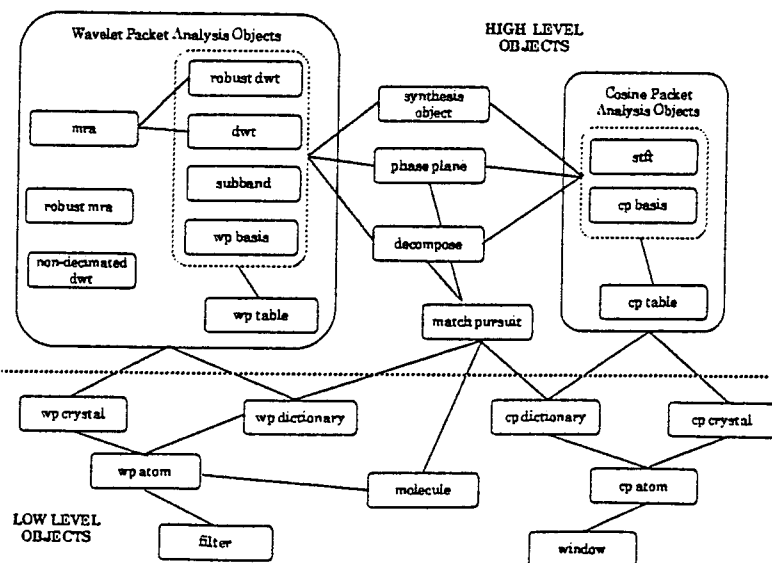 Wavelet Packet Analysis Objects
HIGH LEVEL
OBJECTS
robust dwt
mra
dwt
subband
robust mra
wp basis
non-decimated
dwt
wp table
synthesis
object
phase plane
decompose
match pursuit
Cosine Packet
Analysis Objects
stft
cp basis
cp table
wp crystal
wp dictionary
cp dictionary
cp crystal
wp atom
molecule
cp atom
LOW LEVEL
OBJECTS
filter
window